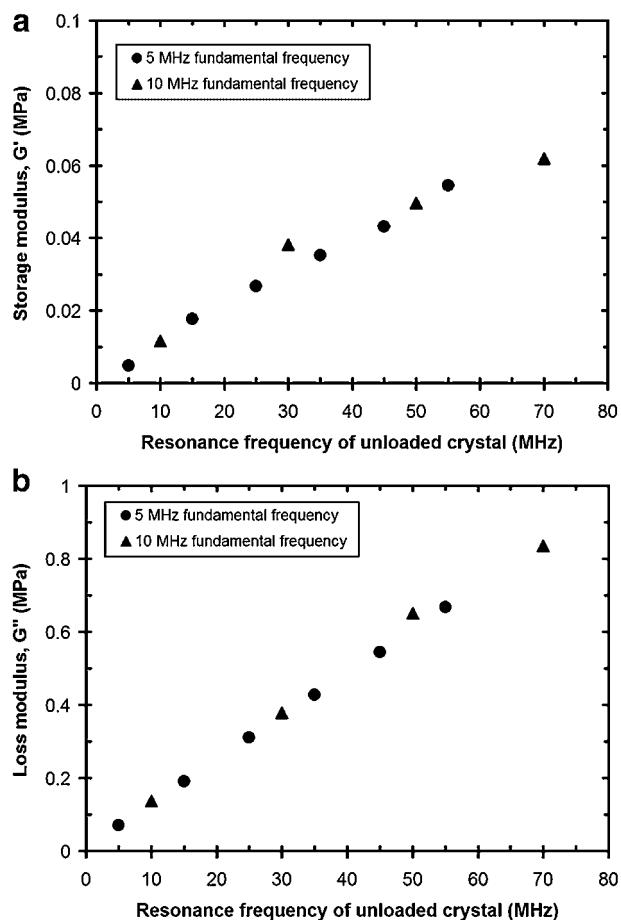 a
0.1
● 5 MHz fundamental frequency
▲ 10 MHz fundamental frequency
0.08
0.06
0.04
0.02
0
Storage modulus, G' (MPa)
0 10 20 30 40 50 60 70 80
Resonance frequency of unloaded crystal (MHz)
b
1
● 5 MHz fundamental frequency
▲ 10 MHz fundamental frequency
0.8
0.6
0.4
0.2
0
Loss modulus, G" (MPa)
0 10 20 30 40 50 60 70 80
Resonance frequency of unloaded crystal (MHz)